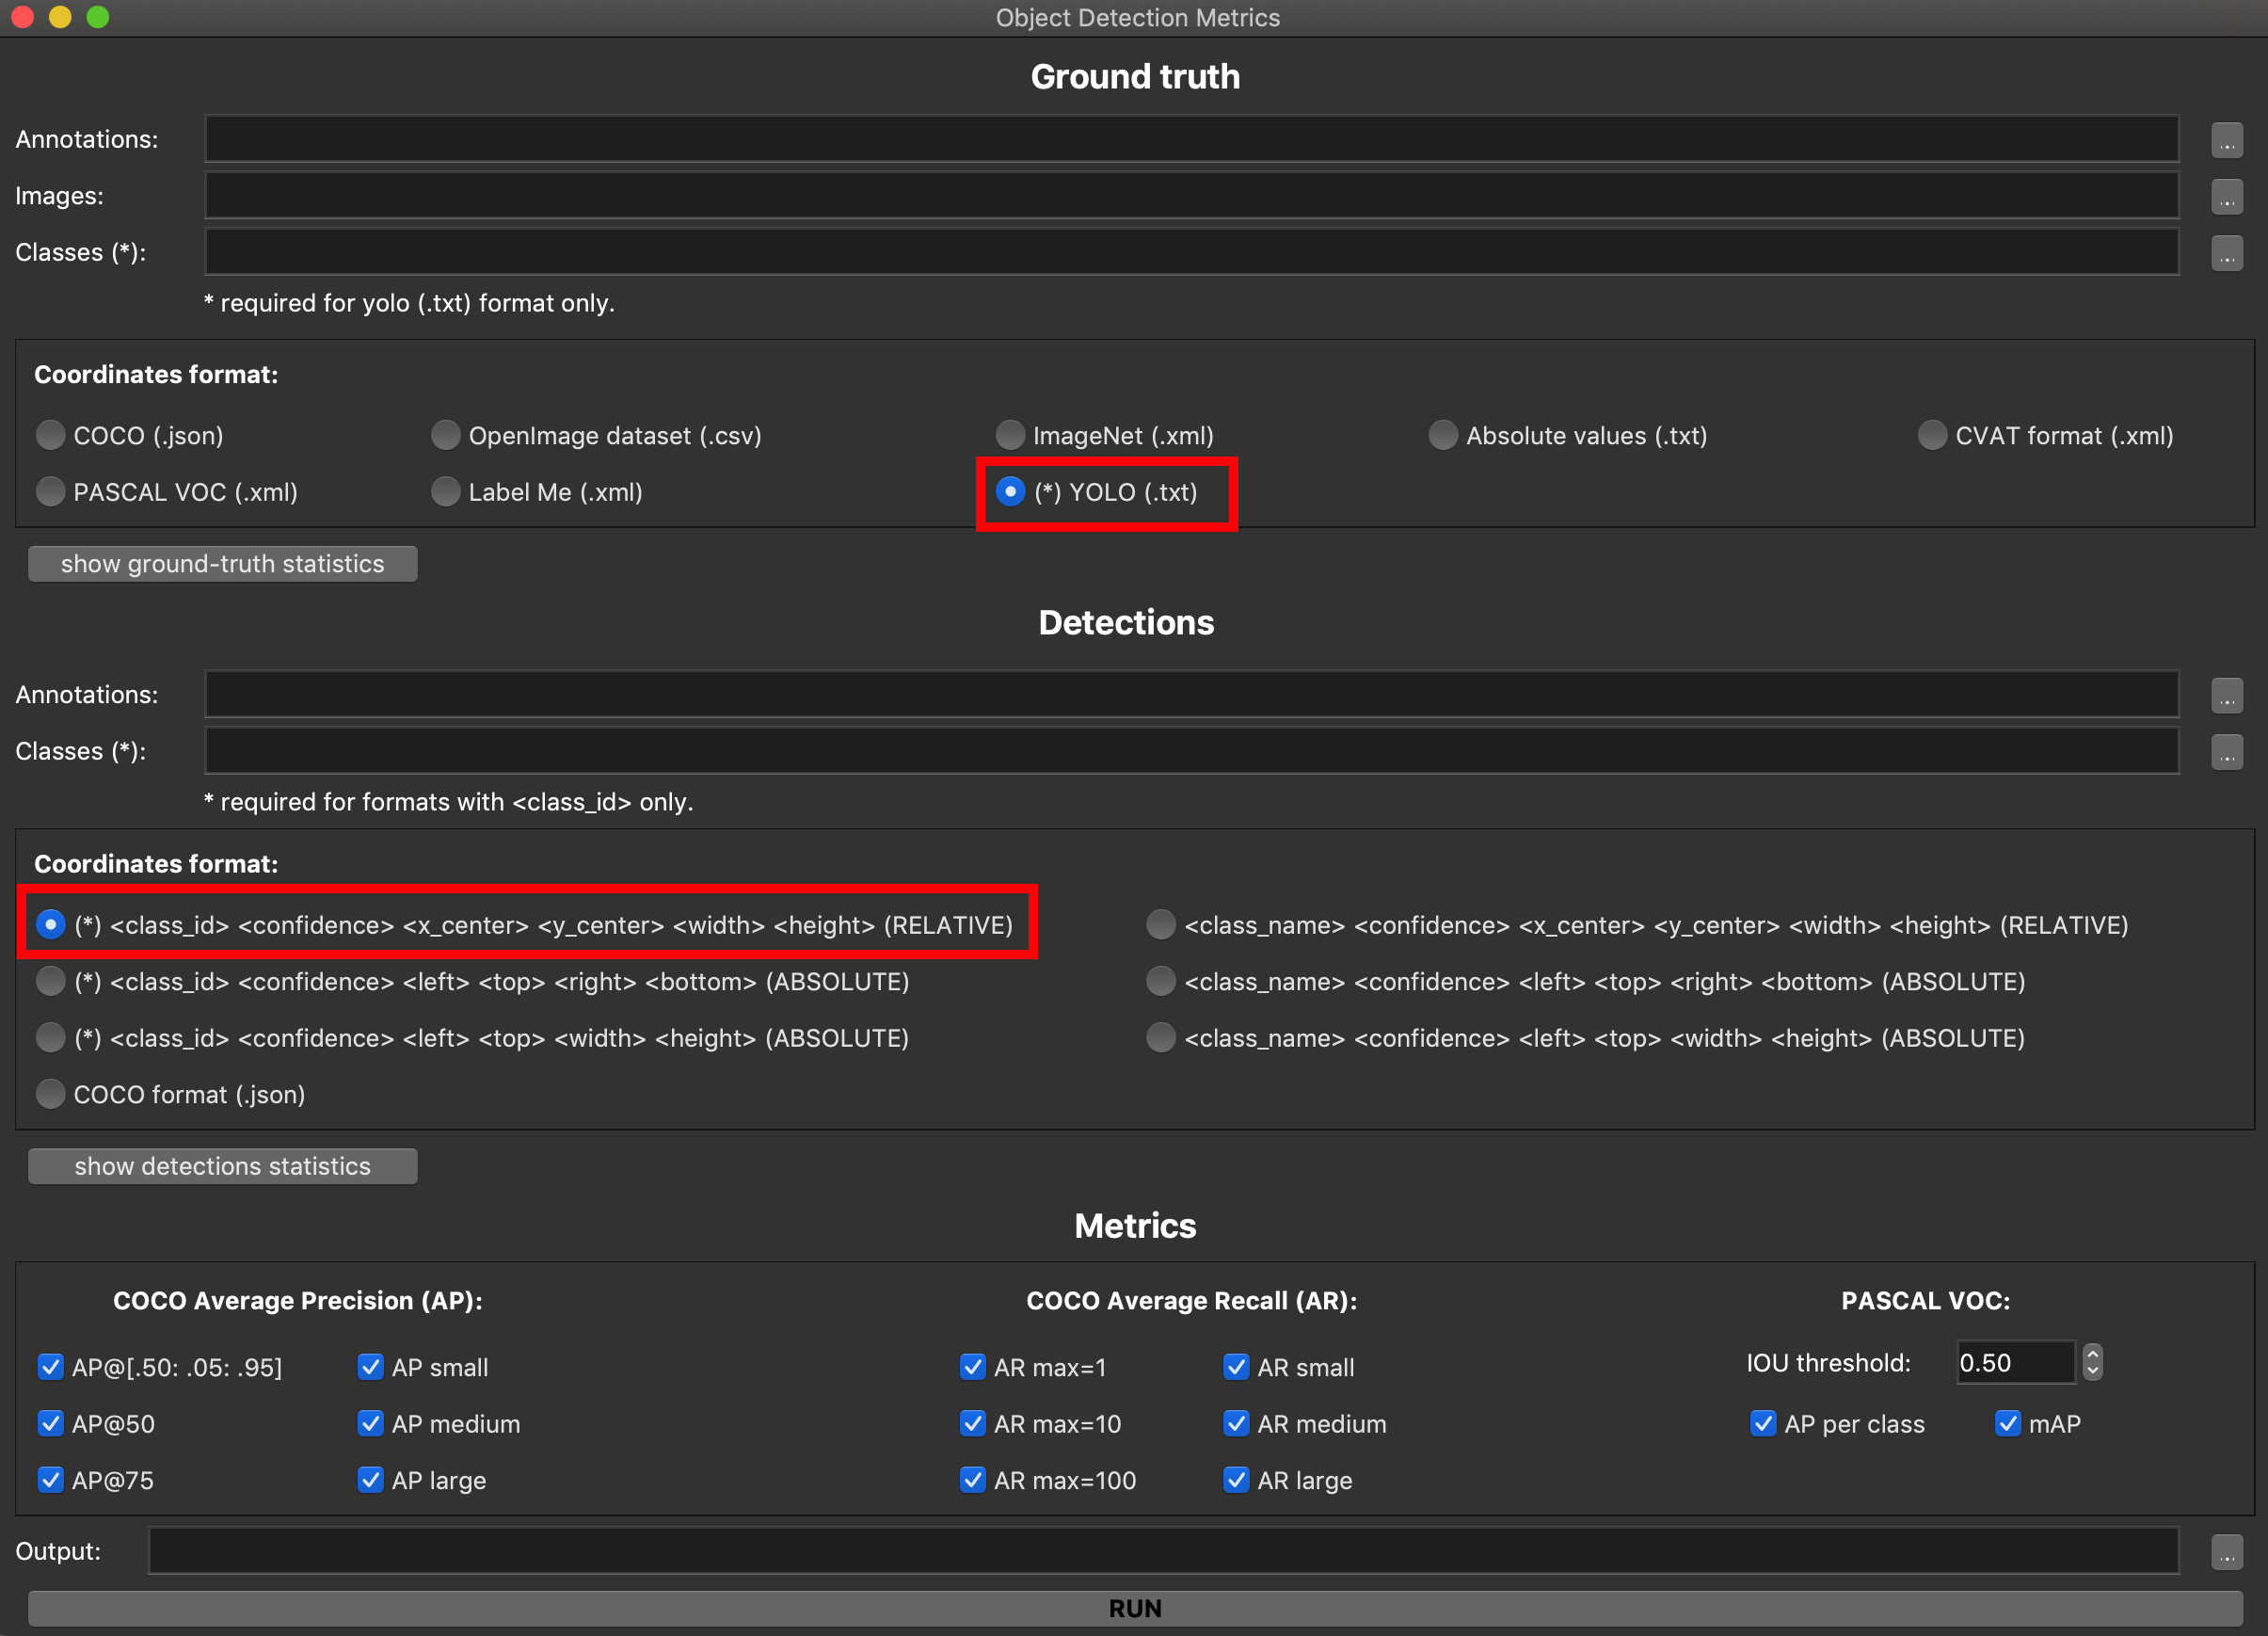 Object Detection Metrics
Ground truth
Annotations: ...
Images: ...
Classes (*): ...
* required for yolo (.txt) format only.
Coordinates format:
COCO (.json) OpenImage dataset (.csv) ImageNet (.xml) Absolute values (.txt) CVAT format (.xml)
PASCAL VOC (.xml) Label Me (.xml) (*) YOLO (.txt)
show ground-truth statistics
Detections
Annotations: ...
Classes (*): ...
* required for formats with <class_id> only.
Coordinates format:
(*) <class_id> <confidence> <x_center> <y_center> <width> <height> (RELATIVE) <class_name> <confidence> <x_center> <y_center> <width> <height> (RELATIVE)
(*) <class_id> <confidence> <left> <top> <right> <bottom> (ABSOLUTE) <class_name> <confidence> <left> <top> <right> <bottom> (ABSOLUTE)
(*) <class_id> <confidence> <left> <top> <width> <height> (ABSOLUTE) <class_name> <confidence> <left> <top> <width> <height> (ABSOLUTE)
COCO format (.json)
show detections statistics
Metrics
COCO Average Precision (AP): COCO Average Recall (AR): PASCAL VOC:
AP@[.50: .05: .95] AP small AR max=1 AR small IOU threshold: 0.50
AP@50 AP medium AR max=10 AR medium AP per class mAP
AP@75 AP large AR max=100 AR large
Output: ...
RUN